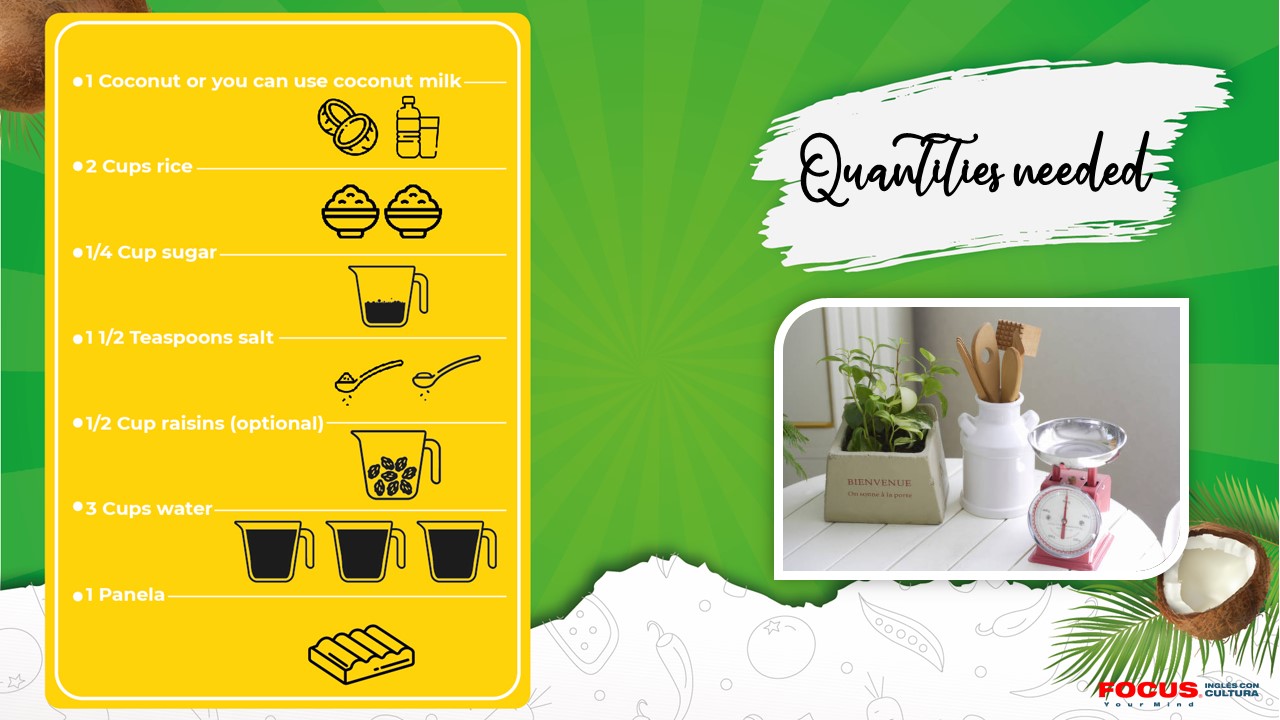 1 Coconut or you can use coconut milk
2 Cups rice
1/4 Cup sugar
1 1/2 Teaspoons salt
1/2 Cup raisins (optional)
3 Cups water
1 Panela
Quantities needed
BIENVENUE
FOCUS
Your Mind
INGLÉS CON
CULTURA